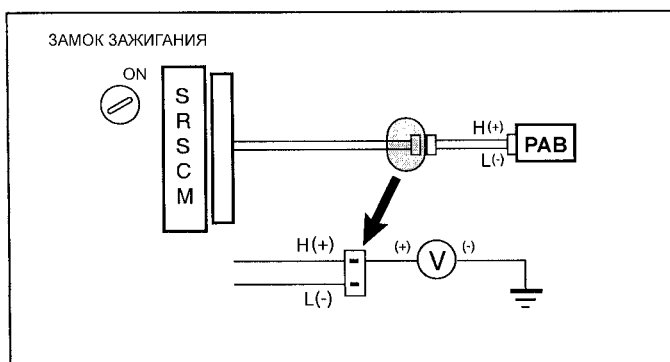 ЗАМОК ЗАЖИГАНИЯ
ON
S
R
S
C
M
H(+)
L(-)
PAB
H(+)
(+)
V
(-)
L(-)